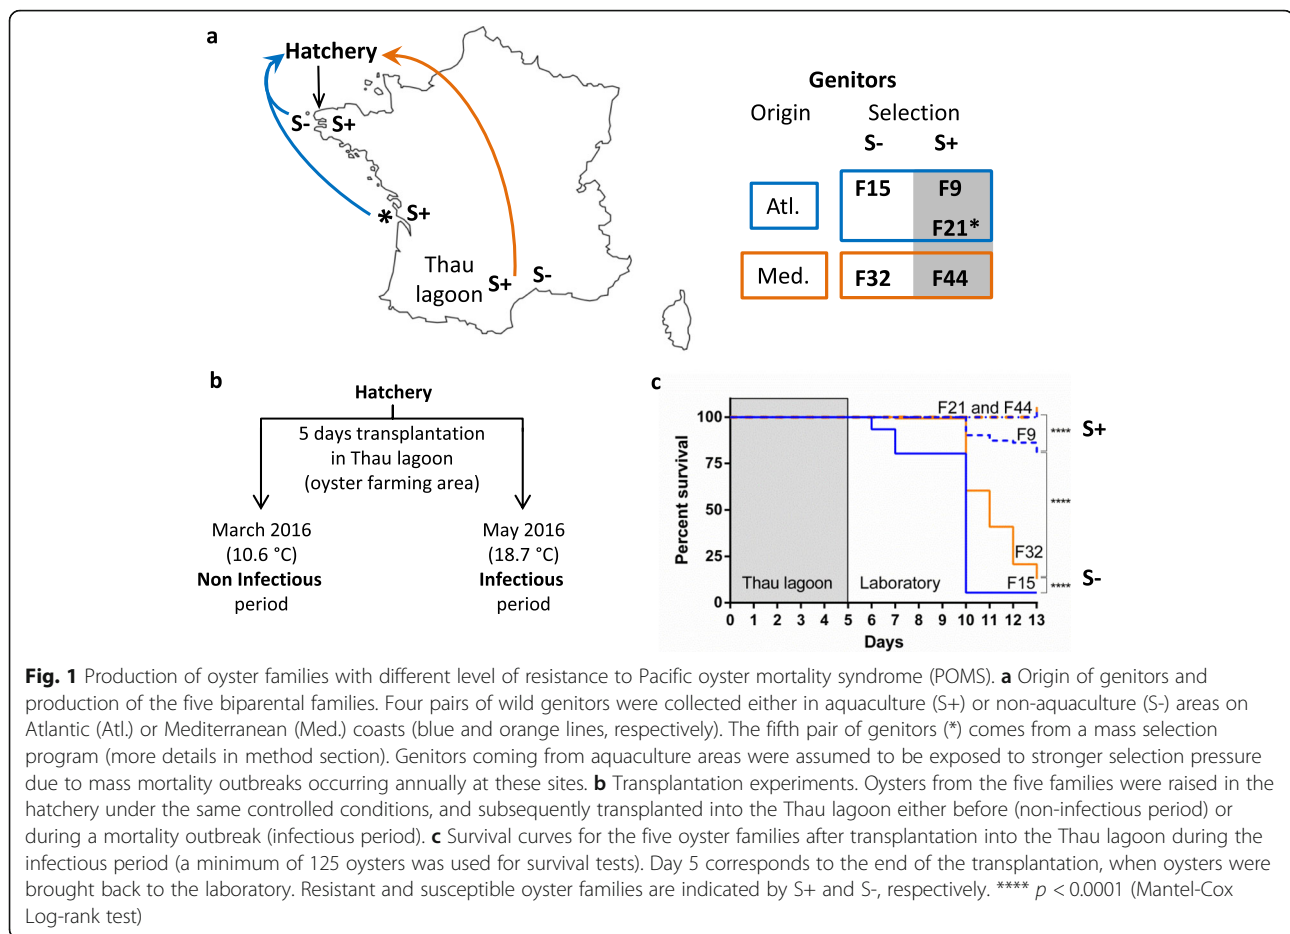 a
Hatchery
S- S+
* S+
Thau
lagoon S+ S-
Genitors
Origin Selection
S- S+
Atl. F15 F9
F21*
Med. F32 F44
b
Hatchery
5 days transplantation
in Thau lagoon
(oyster farming area)
March 2016
(10.6 °C)
Non Infectious
period
May 2016
(18.7 °C)
Infectious
period
c
Percent survival
100
75
50
25
0
F21 and F44
**** S+
F9
****
F32
F15 **** S-
Thau lagoon Laboratory
0 1 2 3 4 5 6 7 8 9 10 11 12 13
Days
Fig. 1 Production of oyster families with different level of resistance to Pacific oyster mortality syndrome (POMS). a Origin of genitors and
production of the five biparental families. Four pairs of wild genitors were collected either in aquaculture (S+) or non-aquaculture (S-) areas on
Atlantic (Atl.) or Mediterranean (Med.) coasts (blue and orange lines, respectively). The fifth pair of genitors (*) comes from a mass selection
program (more details in method section). Genitors coming from aquaculture areas were assumed to be exposed to stronger selection pressure
due to mass mortality outbreaks occurring annually at these sites. b Transplantation experiments. Oysters from the five families were raised in the
hatchery under the same controlled conditions, and subsequently transplanted into the Thau lagoon either before (non-infectious period) or
during a mortality outbreak (infectious period). c Survival curves for the five oyster families after transplantation into the Thau lagoon during the
infectious period (a minimum of 125 oysters was used for survival tests). Day 5 corresponds to the end of the transplantation, when oysters were
brought back to the laboratory. Resistant and susceptible oyster families are indicated by S+ and S-, respectively. **** p < 0.0001 (Mantel-Cox
Log-rank test)